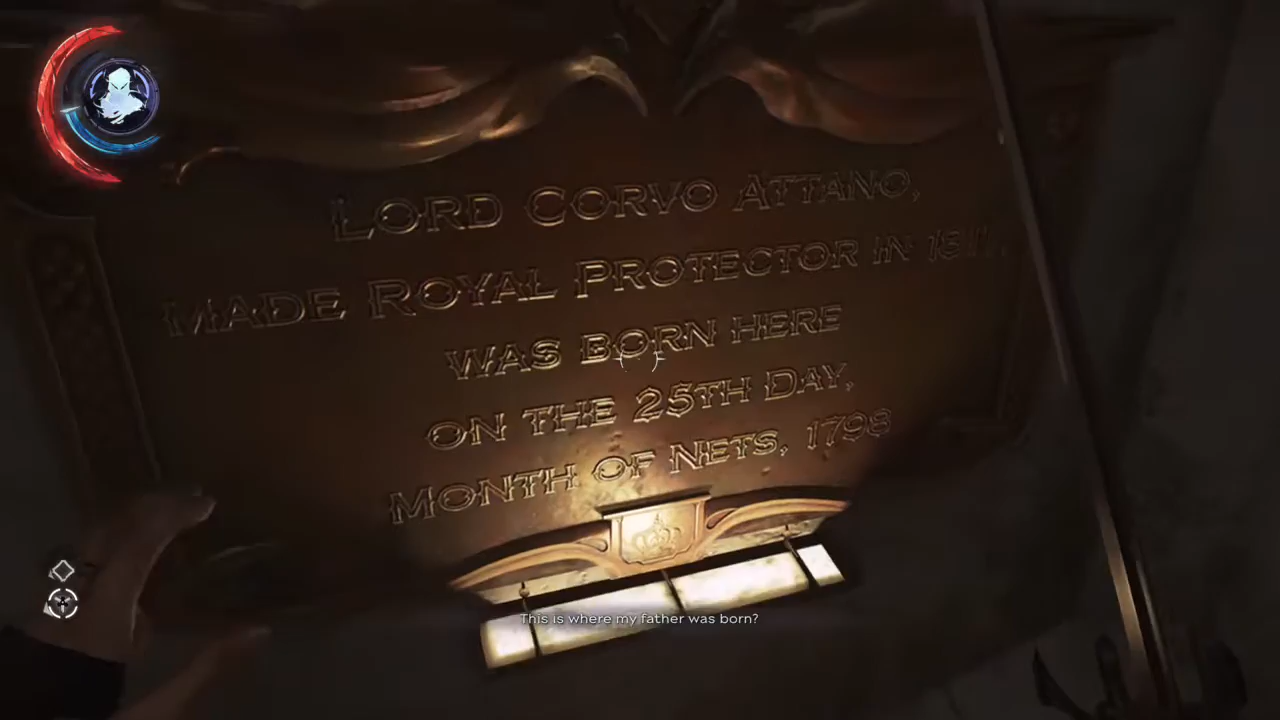 LORD CORVO ATTANO,
MADE ROYAL PROTECTOR IN
WAS BORN HERE
ON THE 25TH DAY,
MONTH OF NETS, 1798
This is where my father was born?